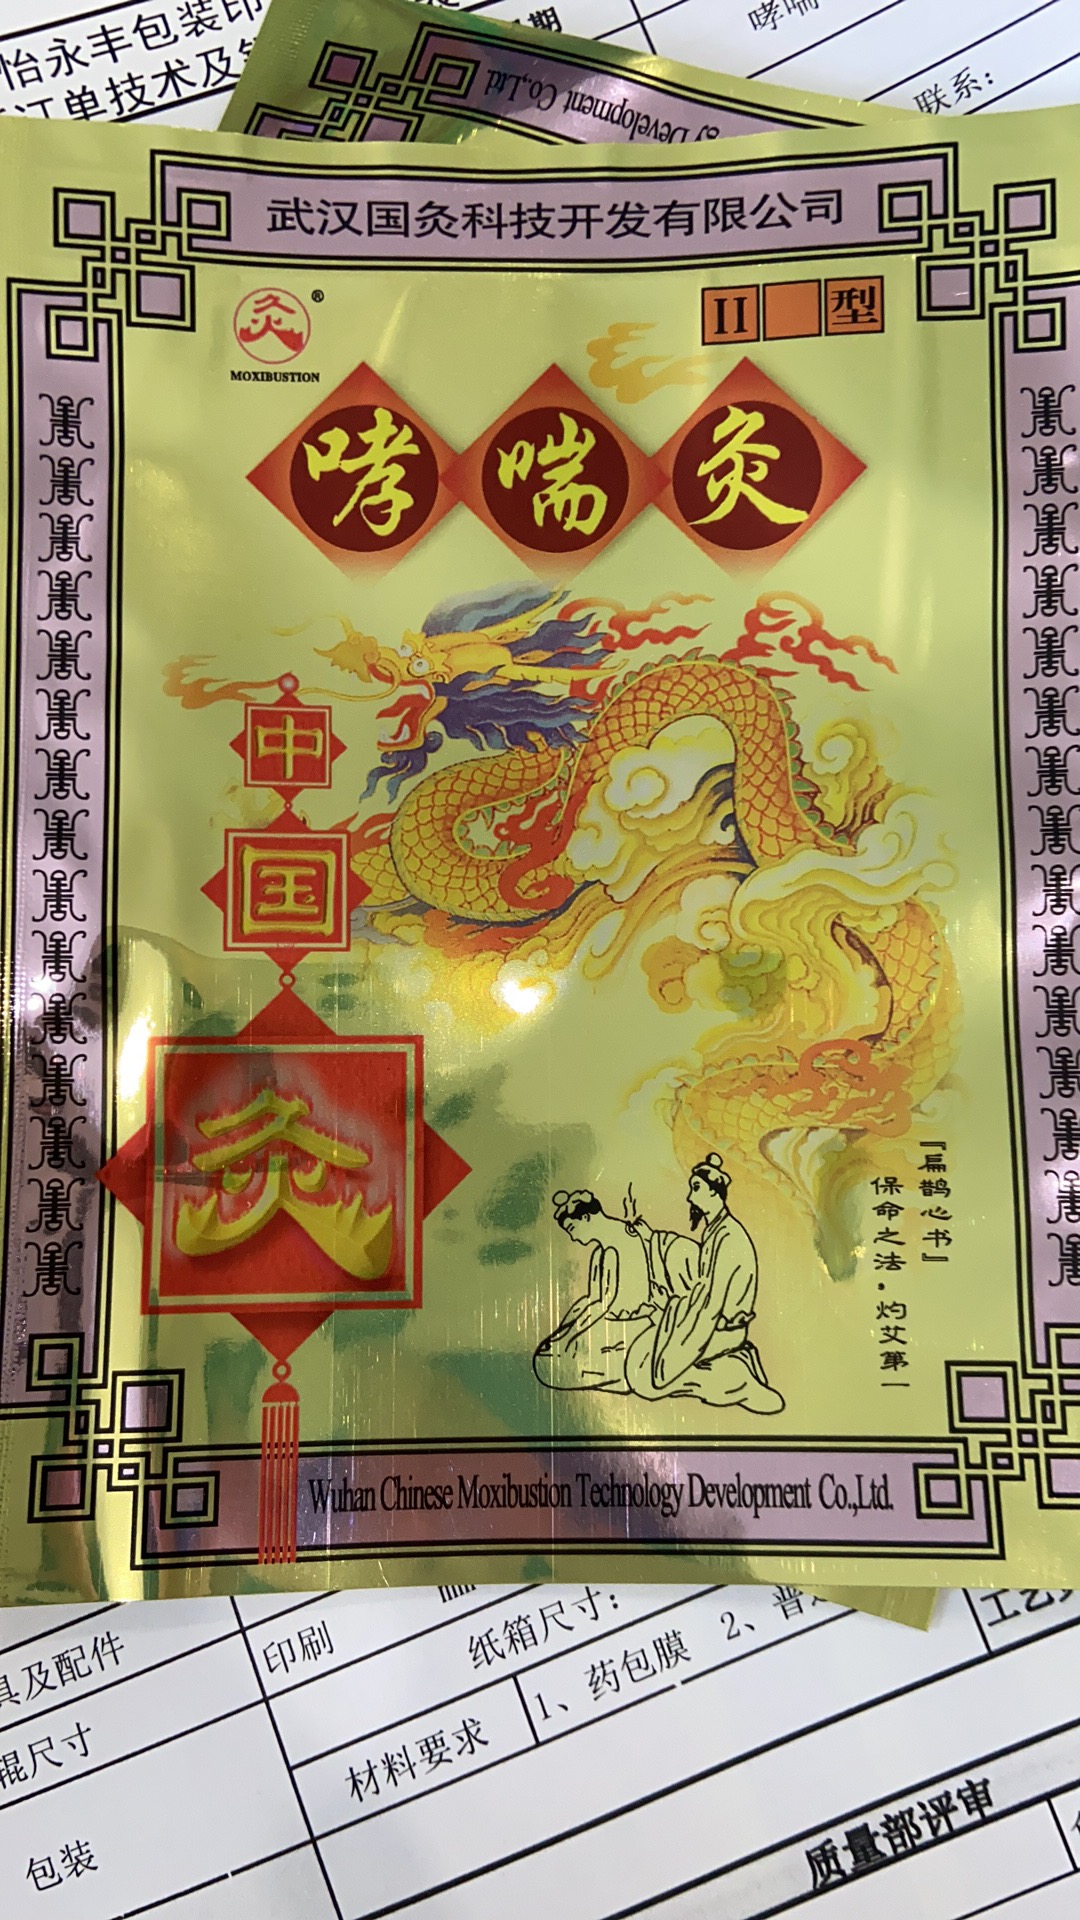 怡永丰包装印
订单技术及
期
哮喘
联系：
Development Co.,Ltd.
武汉国灸科技开发有限公司
灸®
MOXIBUSTION
II 型
哮喘灸
中
国
灸
『扁鹊心书』
保命之法，灼艾第一
Wuhan Chinese Moxibustion Technology Development Co.,Ltd.
具及配件
印刷
mm
纸箱尺寸：
工艺
辊尺寸
材料要求
1、药包膜 2、普
包装
质量部评审